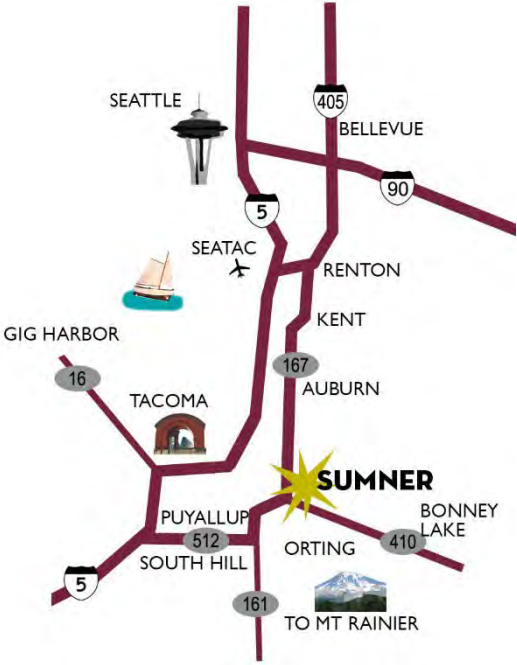 SEATTLE
405
BELLEVUE
90
5
SEATAC
RENTON
KENT
GIG HARBOR
16
167
AUBURN
TACOMA
SUMNER
PUYALLUP
512
SOUTH HILL
ORTING
BONNEY
LAKE
410
5
161
TO MT RAINIER